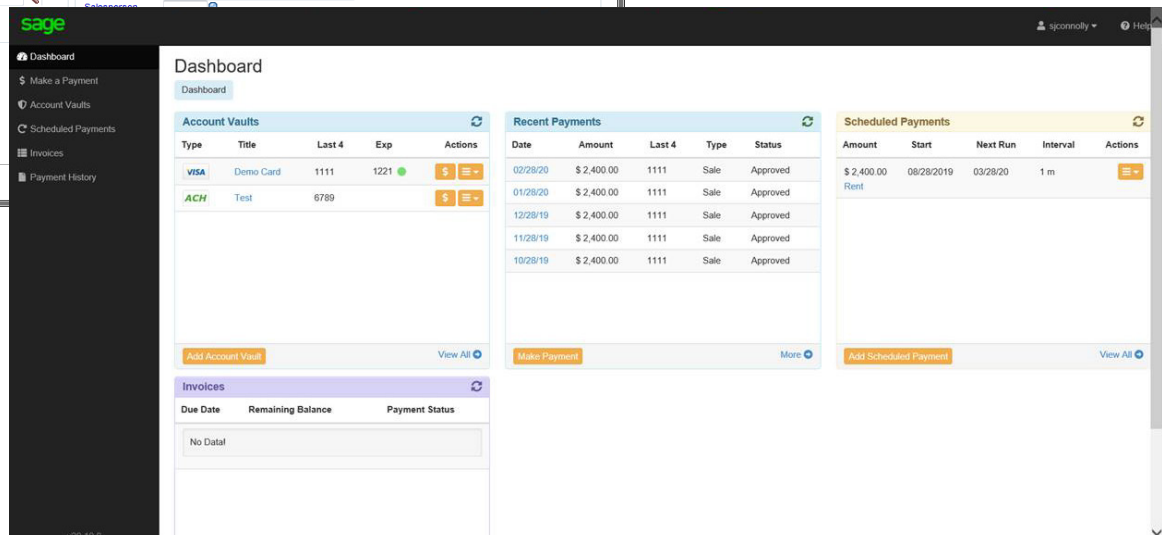 Salesperson
sage
sjconnolly
Help
Dashboard
Make a Payment
Account Vaults
Scheduled Payments
Invoices
Payment History
Dashboard
Dashboard
Account Vaults
Type Title Last 4 Exp Actions
VISA Demo Card 1111 1221 $
ACH Test 6789 $
Add Account Vault View All
Recent Payments
Date Amount Last 4 Type Status
02/28/20 $ 2,400.00 1111 Sale Approved
01/28/20 $ 2,400.00 1111 Sale Approved
12/28/19 $ 2,400.00 1111 Sale Approved
11/28/19 $ 2,400.00 1111 Sale Approved
10/28/19 $ 2,400.00 1111 Sale Approved
Make Payment More
Scheduled Payments
Amount Start Next Run Interval Actions
$ 2,400.00 08/28/2019 03/28/20 1 m
Rent
Add Scheduled Payment View All
Invoices
Due Date Remaining Balance Payment Status
No Data!